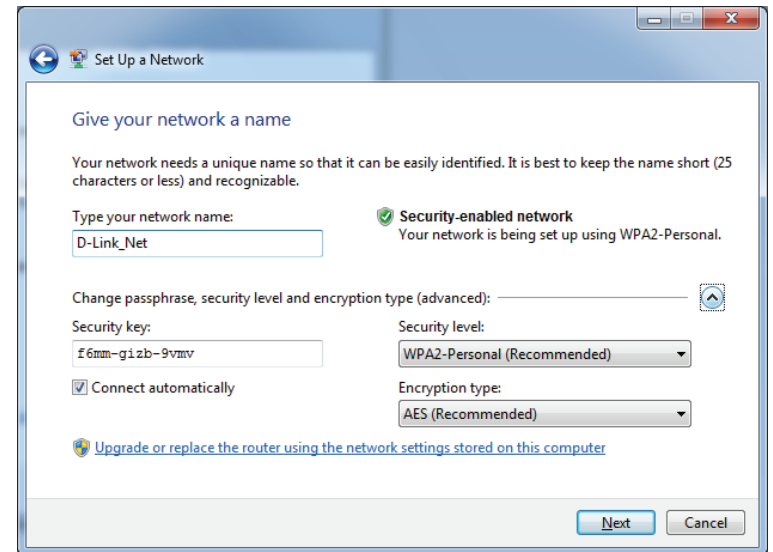 Set Up a Network
Give your network a name
Your network needs a unique name so that it can be easily identified. It is best to keep the name short (25
characters or less) and recognizable.
Type your network name:
D-Link_Net
Security-enabled network
Your network is being set up using WPA2-Personal.
Change passphrase, security level and encryption type (advanced):
Security key:
f6mm-gizb-9vmv
Security level:
WPA2-Personal (Recommended)
Connect automatically
Encryption type:
AES (Recommended)
Upgrade or replace the router using the network settings stored on this computer
Next
Cancel